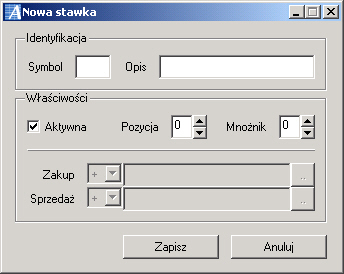 Nowa stawka
Identyfikacja
Symbol Opis
Właściwości
Aktywna Pozycja 0 Mnożnik 0
Zakup + ...
Sprzedaż + ...
Zapisz Anuluj